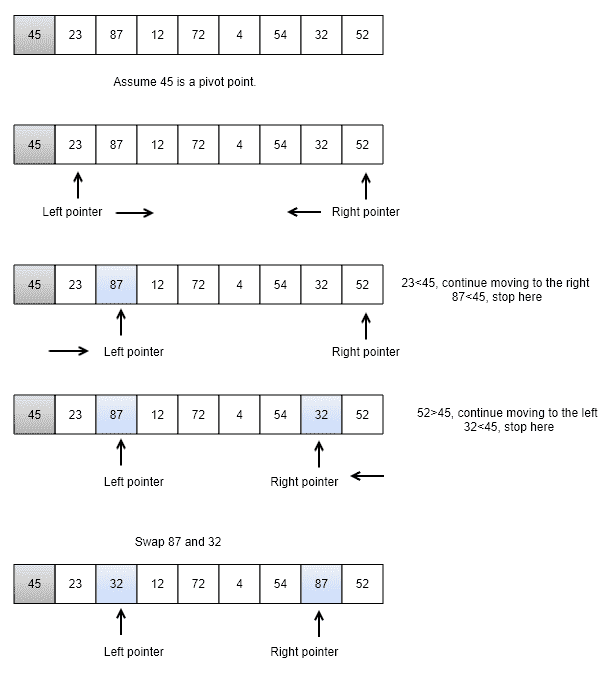 45 23 87 12 72 4 54 32 52
Assume 45 is a pivot point.
45 23 87 12 72 4 54 32 52
Left pointer Right pointer
45 23 87 12 72 4 54 32 52
23<45, continue moving to the right
87<45, stop here
Left pointer Right pointer
45 23 87 12 72 4 54 32 52
52>45, continue moving to the left
32<45, stop here
Left pointer Right pointer
Swap 87 and 32
45 23 32 12 72 4 54 87 52
Left pointer Right pointer